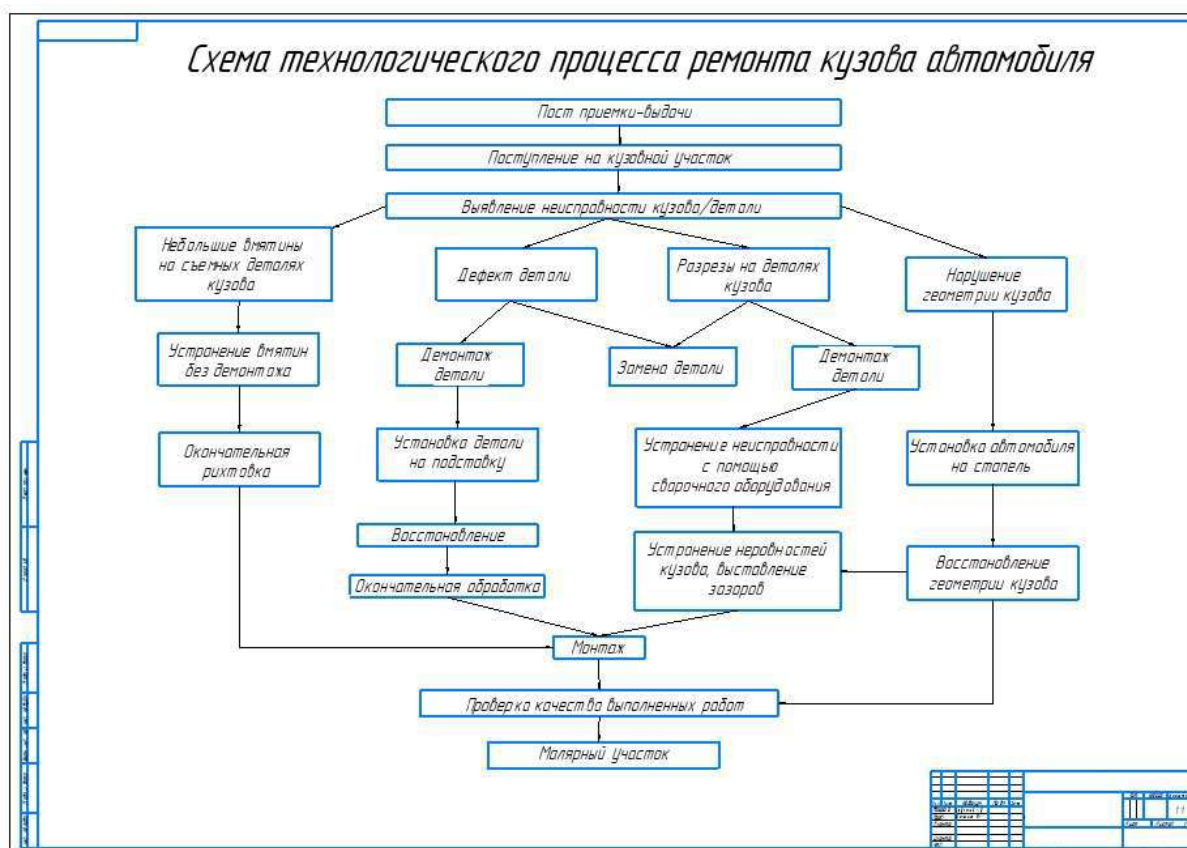 Схема технологического процесса ремонта кузова автомобиля
Пост приемки-выдачи
Поступление на кузовной участок
Выявление неисправности кузова/детали
Небольшие вмятины
на съемных деталях
кузова
Дефект детали
Разрезы на деталях
кузова
Нарушение
геометрии кузова
Устранение вмятин
без демонтажа
Демонтаж
детали
Замена детали
Демонтаж
детали
Окончательная
рихтовка
Установка детали
на подставку
Устранение неисправности
с помощью
сварочного оборудования
Установка автомобиля
на стапель
Восстановление
Устранение неровностей
кузова, выставление
зазоров
Восстановление
геометрии кузова
Окончательная обработка
Монтаж
Проверка качества выполненных работ
Малярный участок